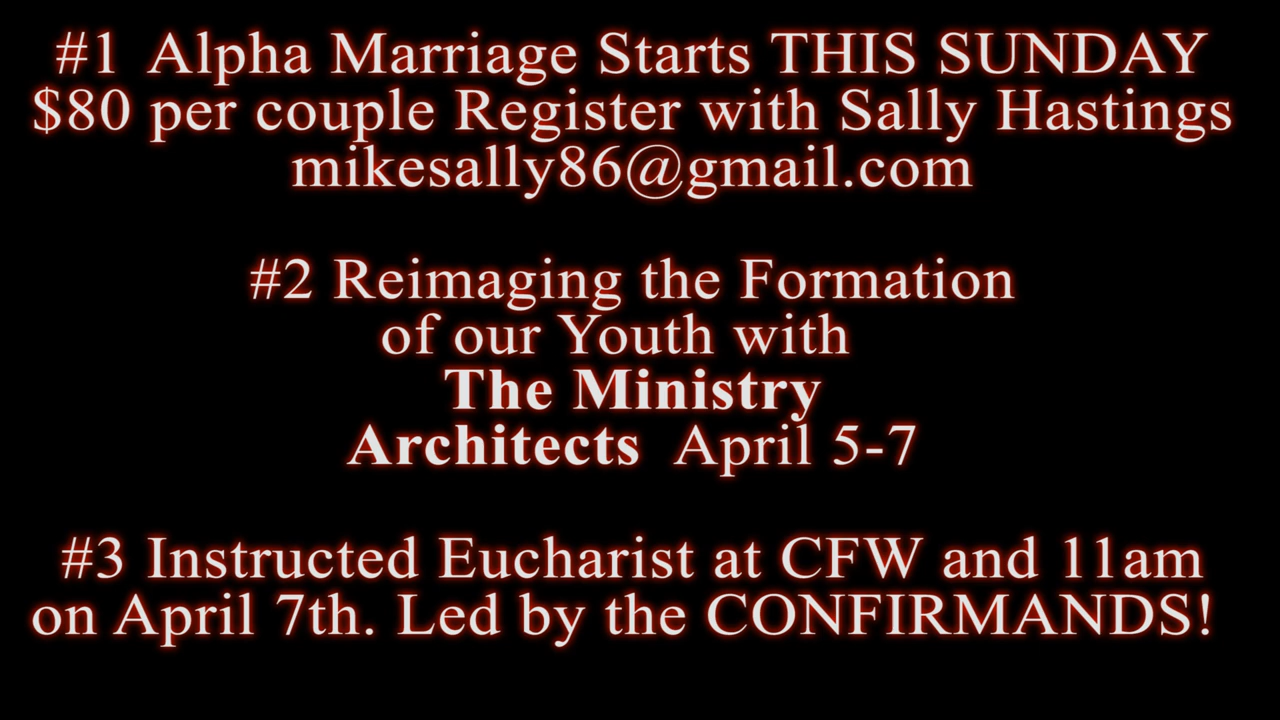 #1 Alpha Marriage Starts THIS SUNDAY
$80 per couple Register with Sally Hastings
mikesally86@gmail.com
#2 Reimaging the Formation
of our Youth with
The Ministry
Architects April 5-7
#3 Instructed Eucharist at CFW and 11am
on April 7th. Led by the CONFIRMANDS!